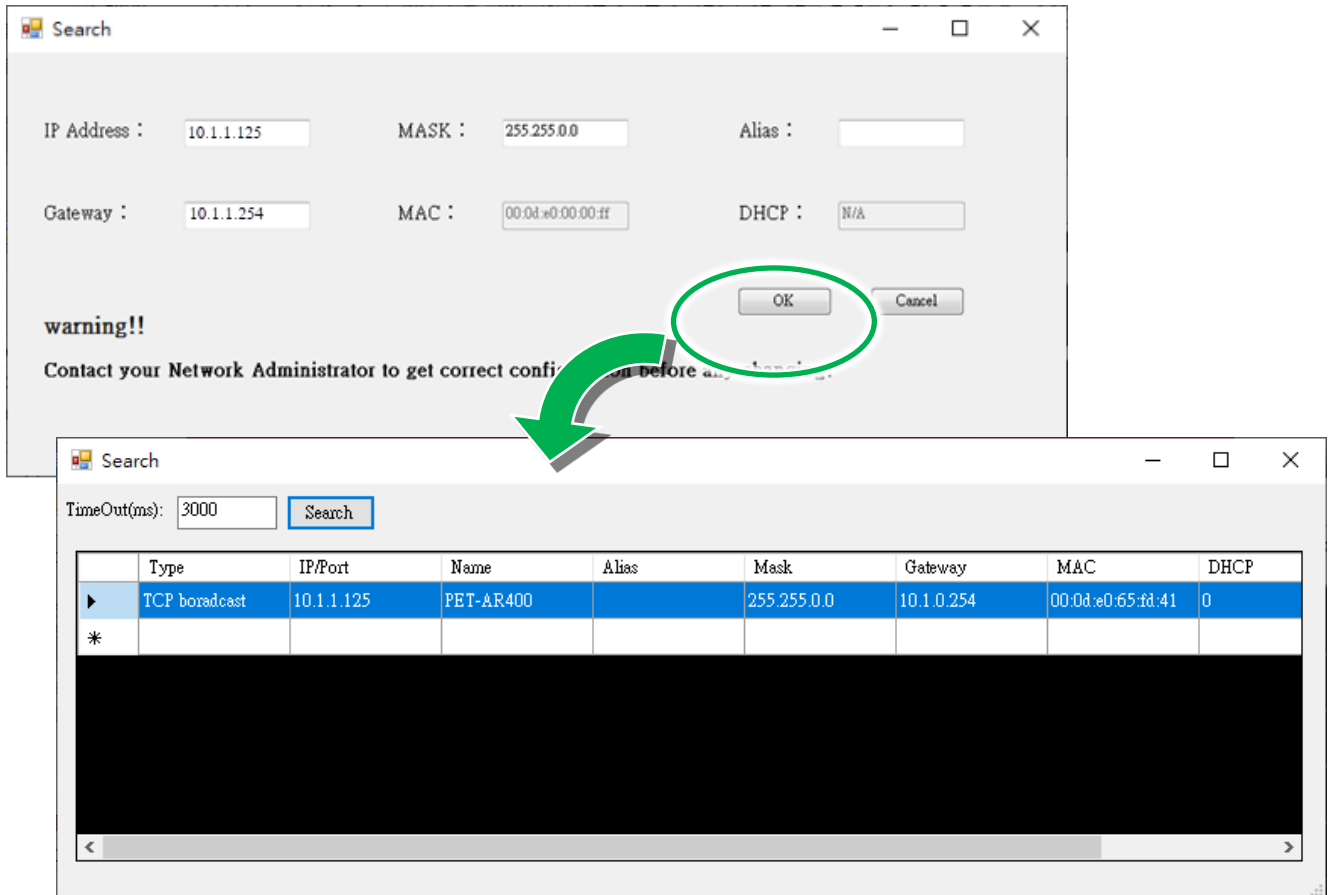 Search
IP Address： 10.1.1.125 MASK： 255.255.0.0 Alias：
Gateway： 10.1.1.254 MAC： 00:0d:e0:00:00:ff DHCP： N/A
OK Cancel
warning!!
Contact your Network Administrator to get correct before
Search
TimeOut(ms): 3000 Search
Type IP/Port Name Alias Mask Gateway MAC DHCP
TCP boradcast 10.1.1.125 PET-AR400 255.255.0.0 10.1.0.254 00:0d:e0:65:fd:41 0